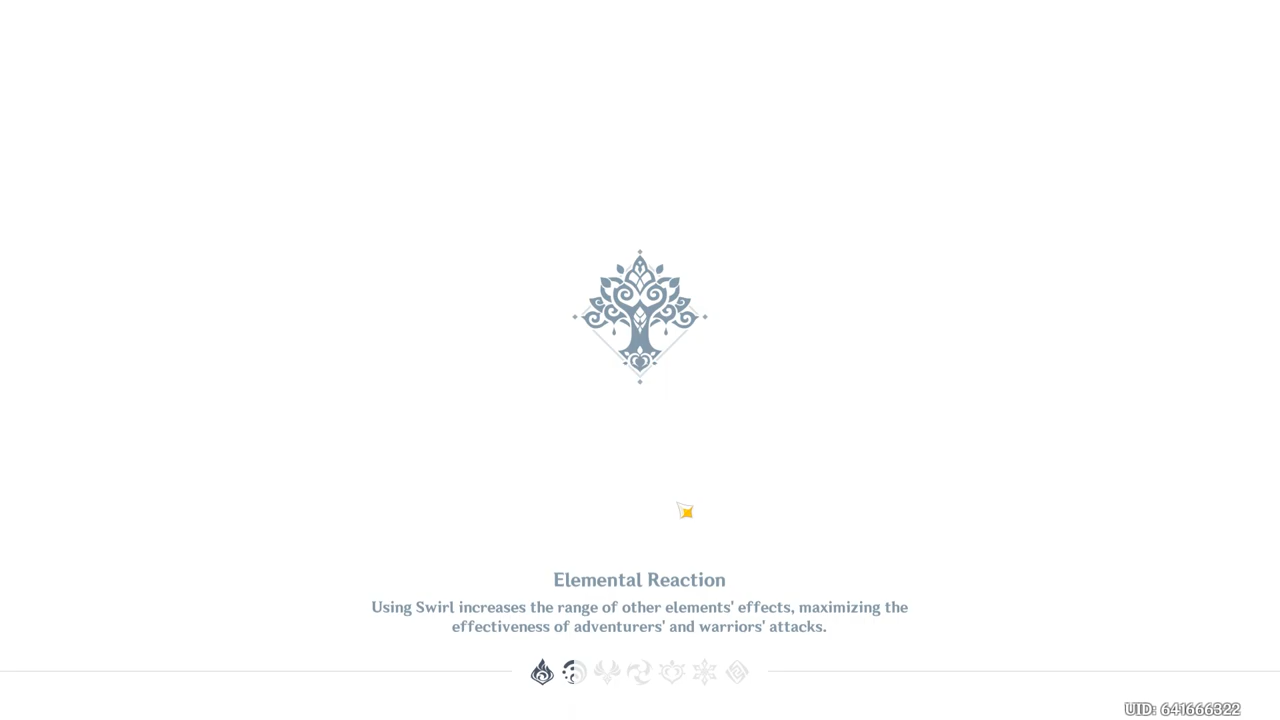 Elemental Reaction
Using Swirl increases the range of other elements' effects, maximizing the
effectiveness of adventurers' and warriors' attacks.
UID: 641666322